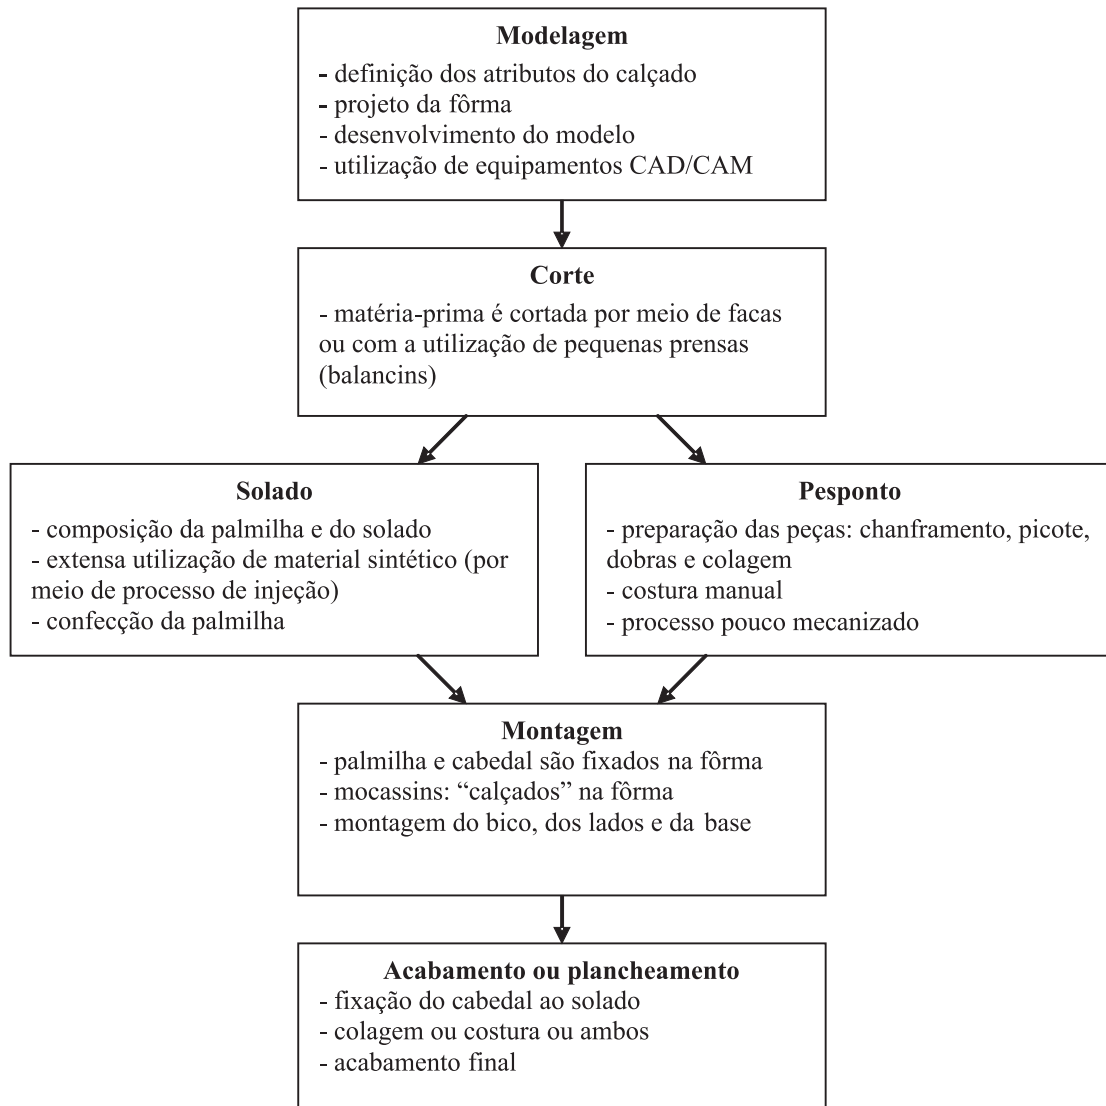 Modelagem
- definição dos atributos do calçado
- projeto da fôrma
- desenvolvimento do modelo
- utilização de equipamentos CAD/CAM
Corte
- matéria-prima é cortada por meio de facas
ou com a utilização de pequenas prensas
(balancins)
Solado
- composição da palmilha e do solado
- extensa utilização de material sintético (por
meio de processo de injeção)
- confecção da palmilha
Pesponto
- preparação das peças: chanframento, picote,
dobras e colagem
- costura manual
- processo pouco mecanizado
Montagem
- palmilha e cabedal são fixados na fôrma
- mocassins: “calçados” na fôrma
- montagem do bico, dos lados e da base
Acabamento ou plancheamento
- fixação do cabedal ao solado
- colagem ou costura ou ambos
- acabamento final